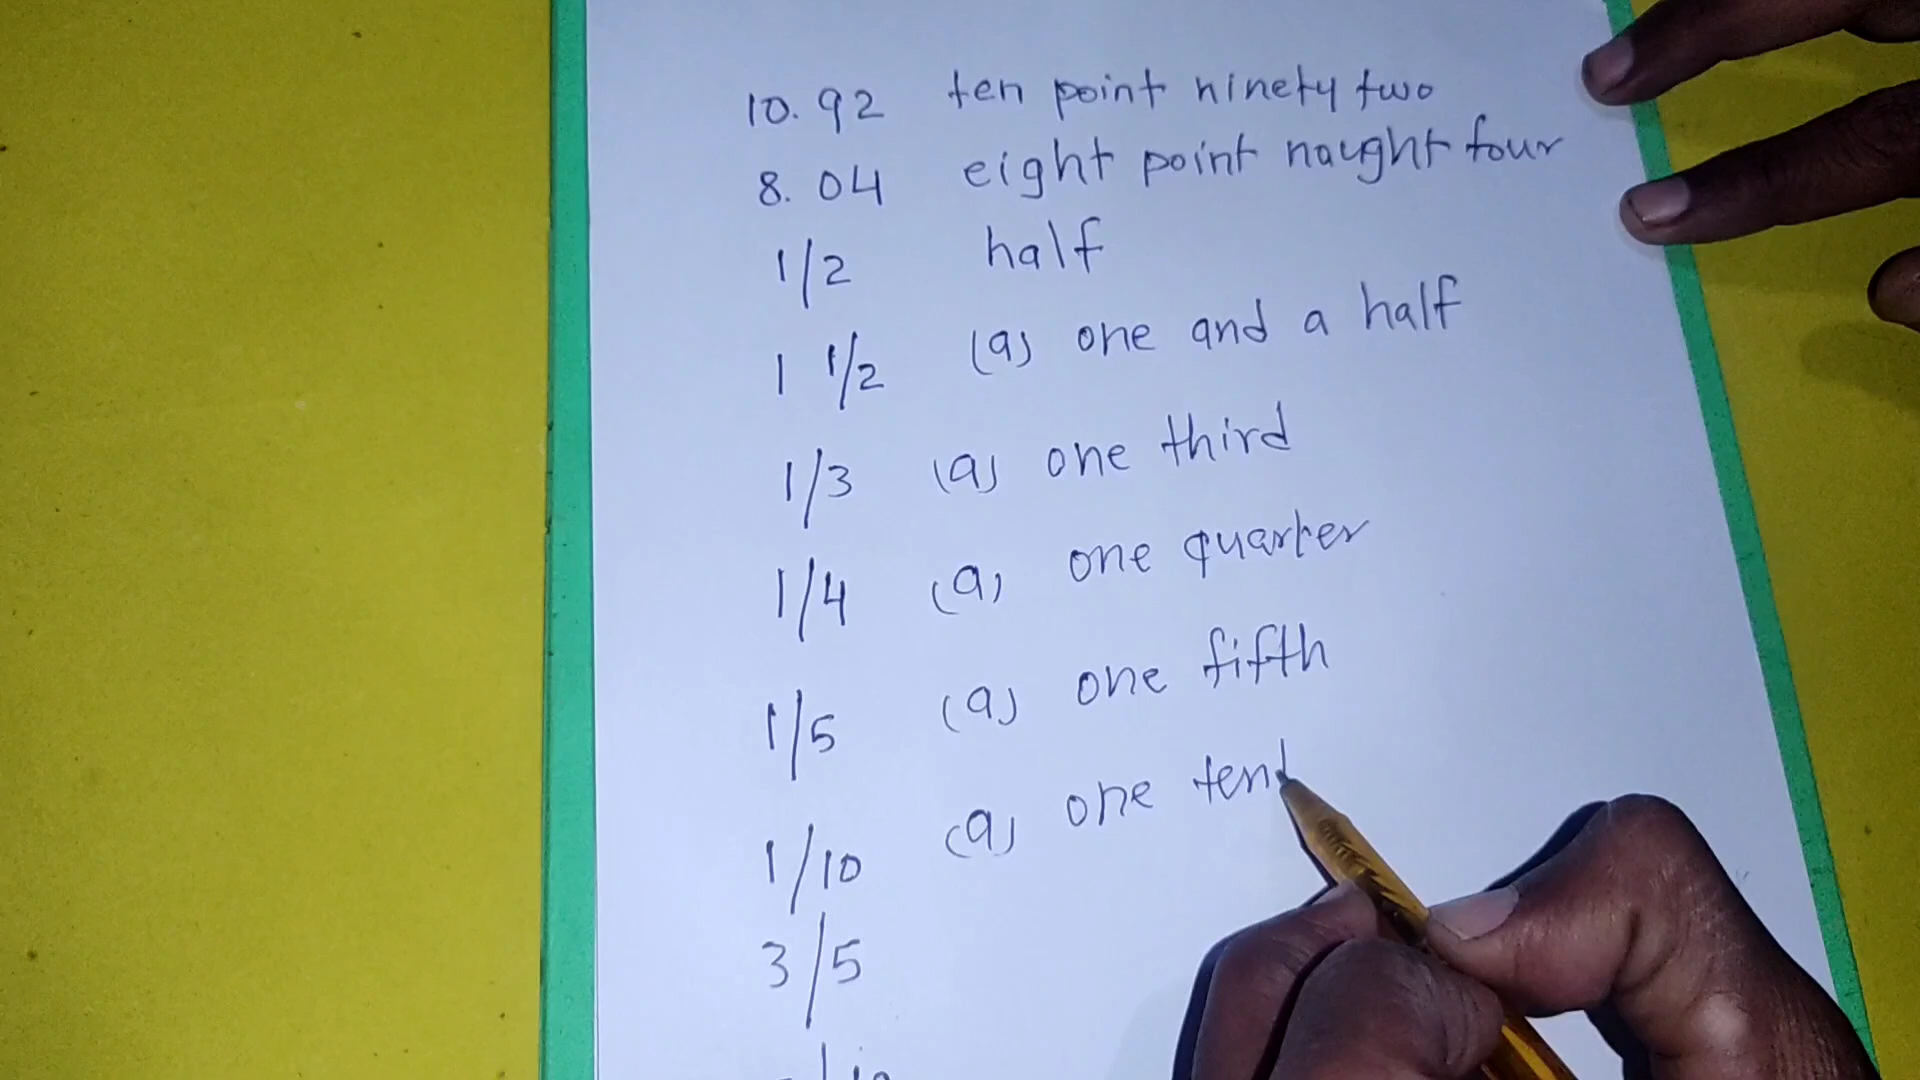 10.92 ten point ninety two
8.04 eight point naught four
1/2 half
1 1/2 (a) one and a half
1/3 (a) one third
1/4 (a) one quarter
1/5 (a) one fifth
1/10 (a) one tent
3/5